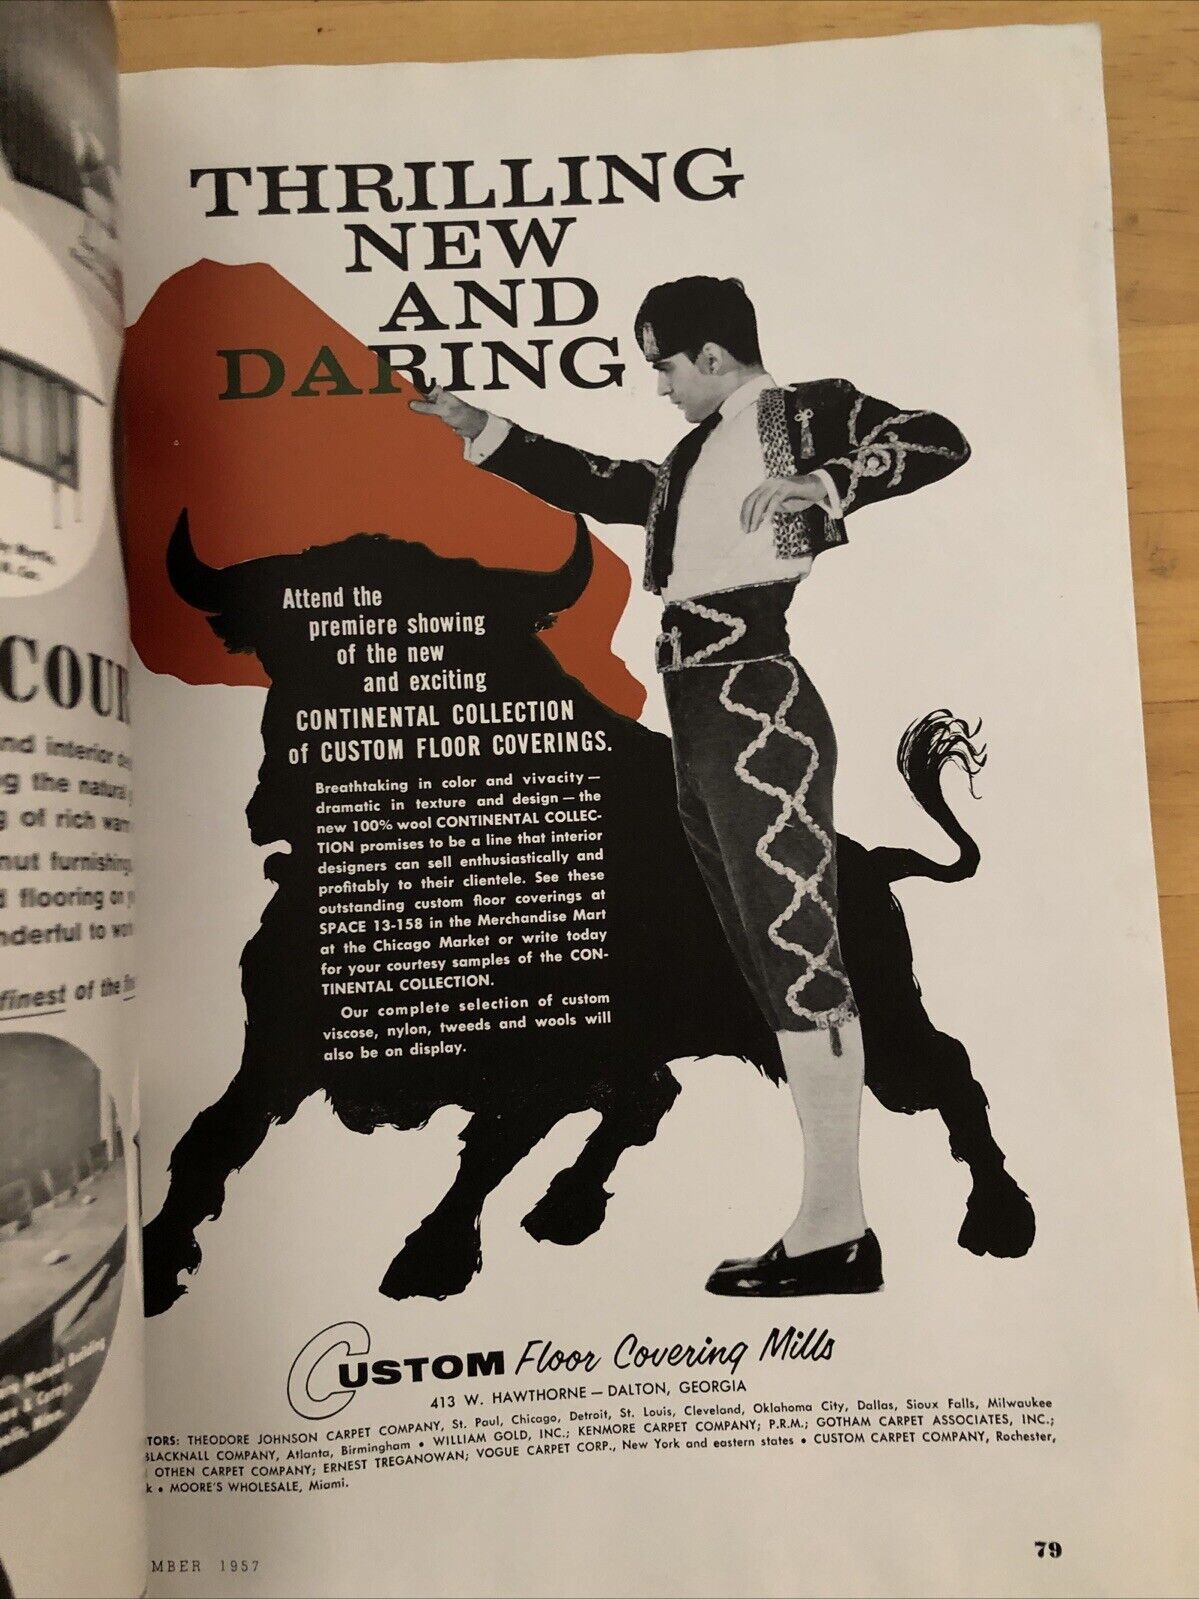 THRILLING
NEW
AND
DARING
Attend the
premiere showing
of the new
and exciting
CONTINENTAL COLLECTION
of CUSTOM FLOOR COVERINGS.
Breathtaking in color and vivacity—
dramatic in texture and design—the
new 100% wool CONTINENTAL COLLEC-
TION promises to be a line that interior
designers can sell enthusiastically and
profitably to their clientele. See these
outstanding custom floor coverings at
SPACE 13-158 in the Merchandise Mart
at the Chicago Market or write today
for your courtesy samples of the CON-
TINENTAL COLLECTION.
Our complete selection of custom
viscose, nylon, tweeds and wools will
also be on display.
CUSTOM Floor Covering Mills
413 W. HAWTHORNE — DALTON, GEORGIA
TORS: THEODORE JOHNSON CARPET COMPANY, St. Paul, Chicago, Detroit, St. Louis, Cleveland, Oklahoma City, Dallas, Sioux Falls, Milwaukee
BLACKNALL COMPANY, Atlanta, Birmingham • WILLIAM GOLD, INC.; KENMORE CARPET COMPANY; P.R.M.; GOTHAM CARPET ASSOCIATES, INC.;
OTHEN CARPET COMPANY; ERNEST TREGANOWAN; VOGUE CARPET CORP., New York and eastern states • CUSTOM CARPET COMPANY, Rochester,
k • MOORE'S WHOLESALE, Miami.
MBER 1957
79
COUR
nd interior de
g the natural
g of rich warm
nut furnishing
d flooring on y
nderful to wor
finest of the fin